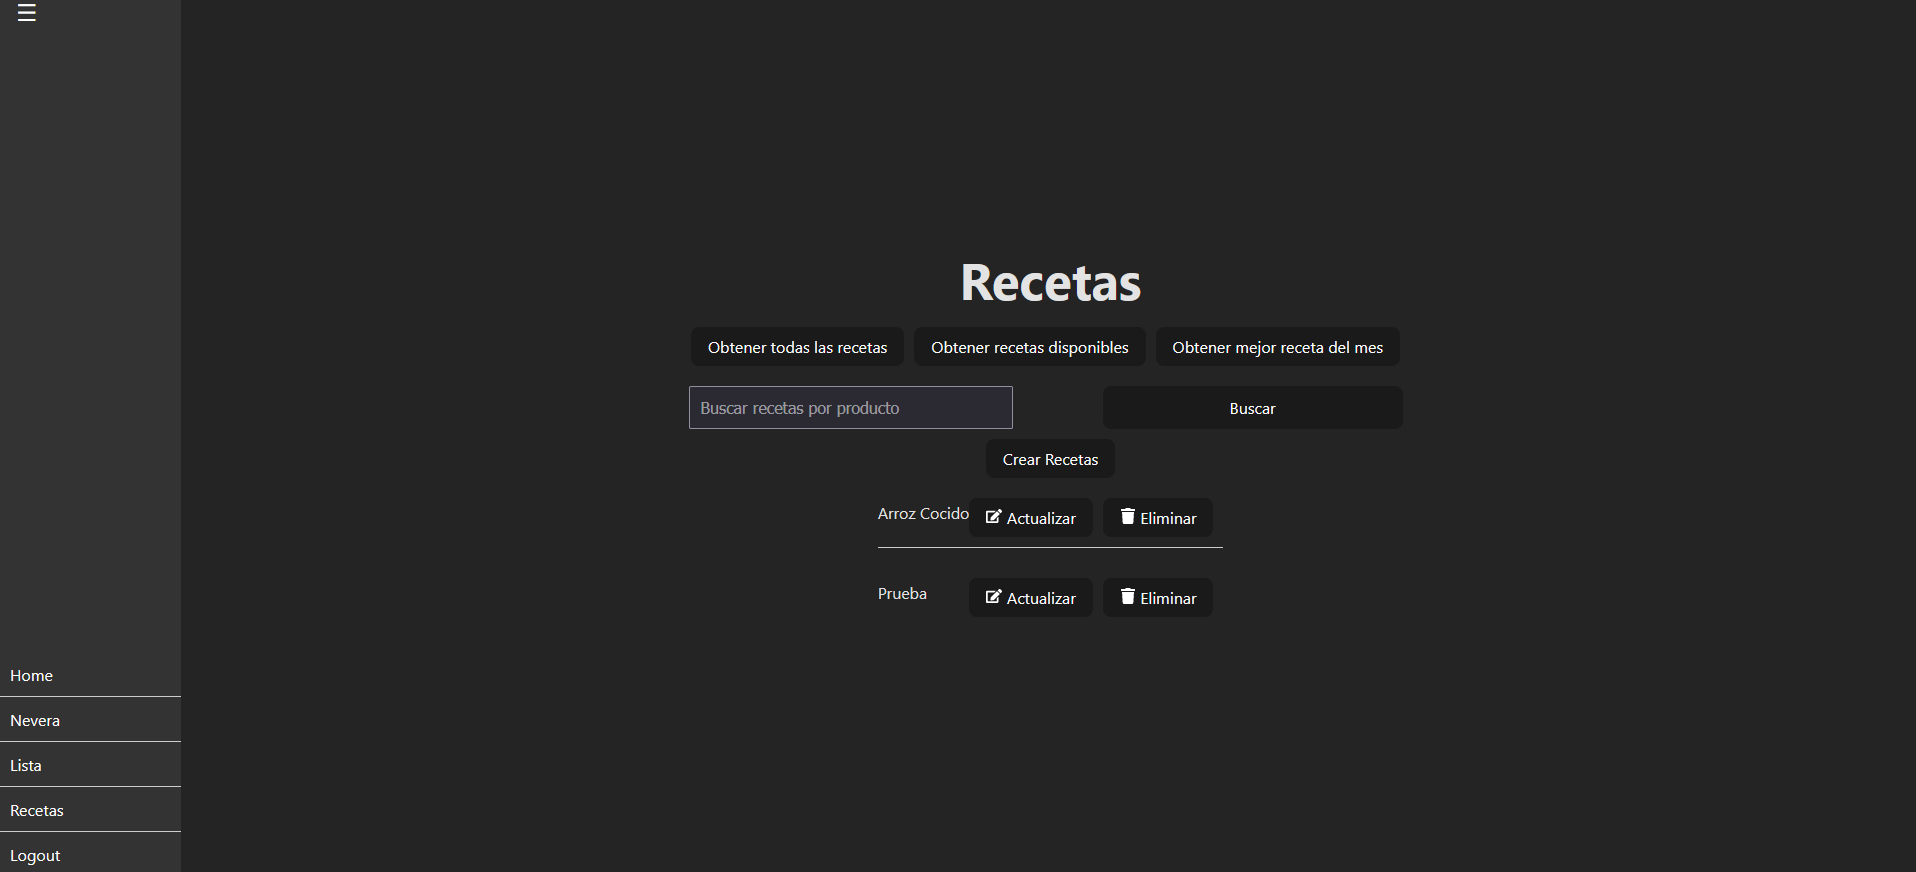 Recetas
Obtener todas las recetas Obtener recetas disponibles Obtener mejor receta del mes
Buscar recetas por producto Buscar
Crear Recetas
Arroz Cocido Actualizar Eliminar
Prueba Actualizar Eliminar
Home
Nevera
Lista
Recetas
Logout